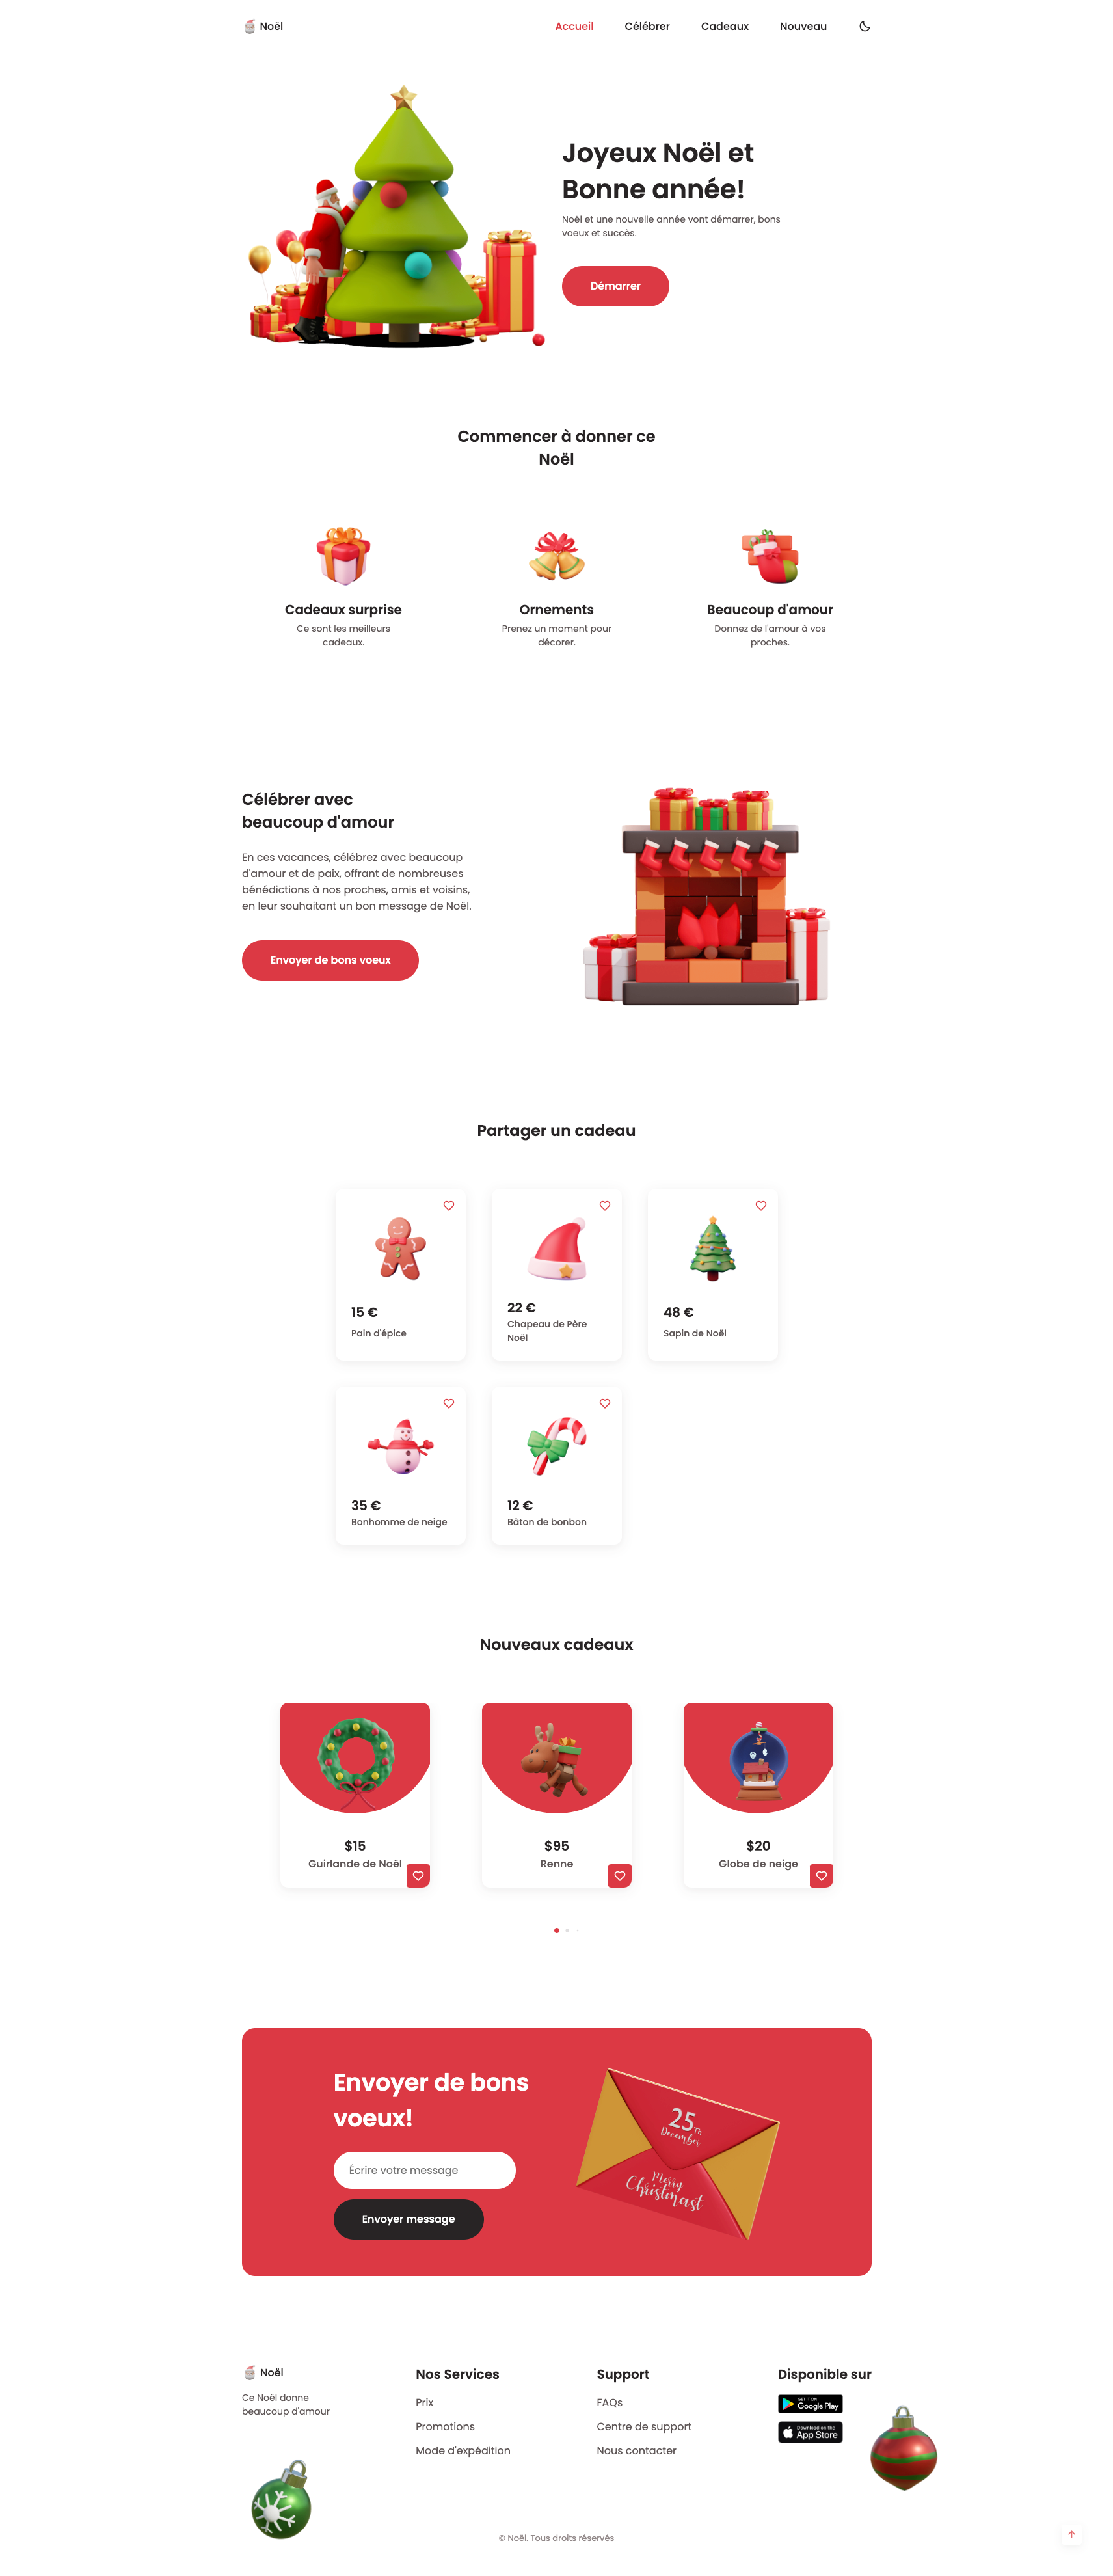 Noël
Accueil
Célébrer
Cadeaux
Nouveau
Joyeux Noël et
Bonne année!
Noël et une nouvelle année vont démarrer, bons
voeux et succès.
Démarrer
Commencer à donner ce
Noël
Cadeaux surprise
Ce sont les meilleurs
cadeaux.
Ornements
Prenez un moment pour
décorer.
Beaucoup d'amour
Donnez de l'amour à vos
proches.
Célébrer avec
beaucoup d'amour
En ces vacances, célébrez avec beaucoup
d'amour et de paix, offrant de nombreuses
bénédictions à nos proches, amis et voisins,
en leur souhaitant un bon message de Noël.
Envoyer de bons voeux
Partager un cadeau
15 €
Pain d'épice
22 €
Chapeau de Père
Noël
48 €
Sapin de Noël
35 €
Bonhomme de neige
12 €
Bâton de bonbon
Nouveaux cadeaux
$15
Guirlande de Noël
$95
Renne
$20
Globe de neige
Envoyer de bons
voeux!
Écrire votre message
Envoyer message
25Th
December
Merry
Christmast
Noël
Ce Noël donne
beaucoup d'amour
Nos Services
Prix
Promotions
Mode d'expédition
Support
FAQs
Centre de support
Nous contacter
Disponible sur
GET IT ON
Google Play
Download on the
App Store
© Noël. Tous droits réservés